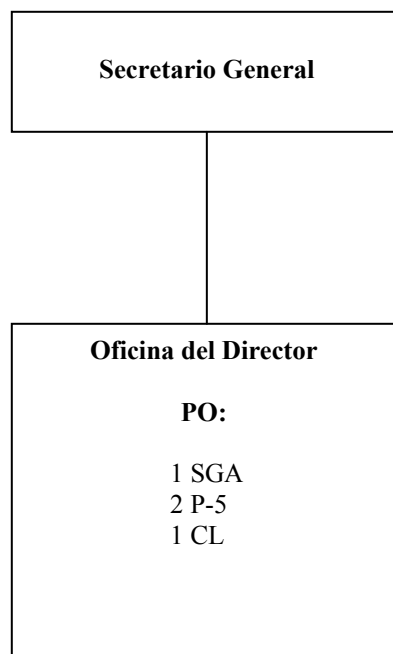 Secretario General
Oficina del Director
PO:
1 SGA
2 P-5
1 CL